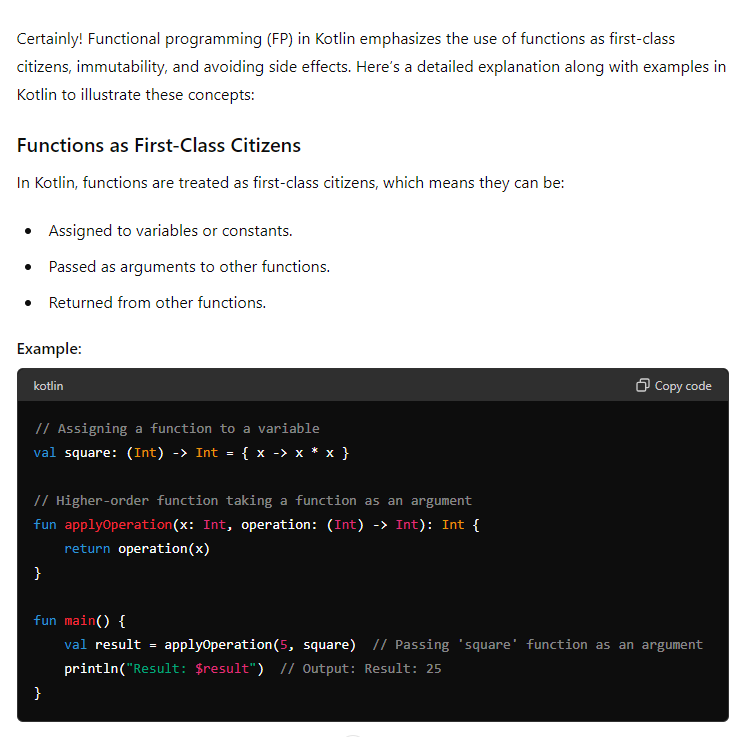 Certainly! Functional programming (FP) in Kotlin emphasizes the use of functions as first-class
citizens, immutability, and avoiding side effects. Here's a detailed explanation along with examples in
Kotlin to illustrate these concepts:
Functions as First-Class Citizens
In Kotlin, functions are treated as first-class citizens, which means they can be:
• Assigned to variables or constants.
• Passed as arguments to other functions.
• Returned from other functions.
Example:
kotlin Copy code
// Assigning a function to a variable
val square: (Int) -> Int = { x -> x * x }
// Higher-order function taking a function as an argument
fun applyOperation(x: Int, operation: (Int) -> Int): Int {
    return operation(x)
}
fun main() {
    val result = applyOperation(5, square)  // Passing 'square' function as an argument
    println("Result: $result")  // Output: Result: 25
}